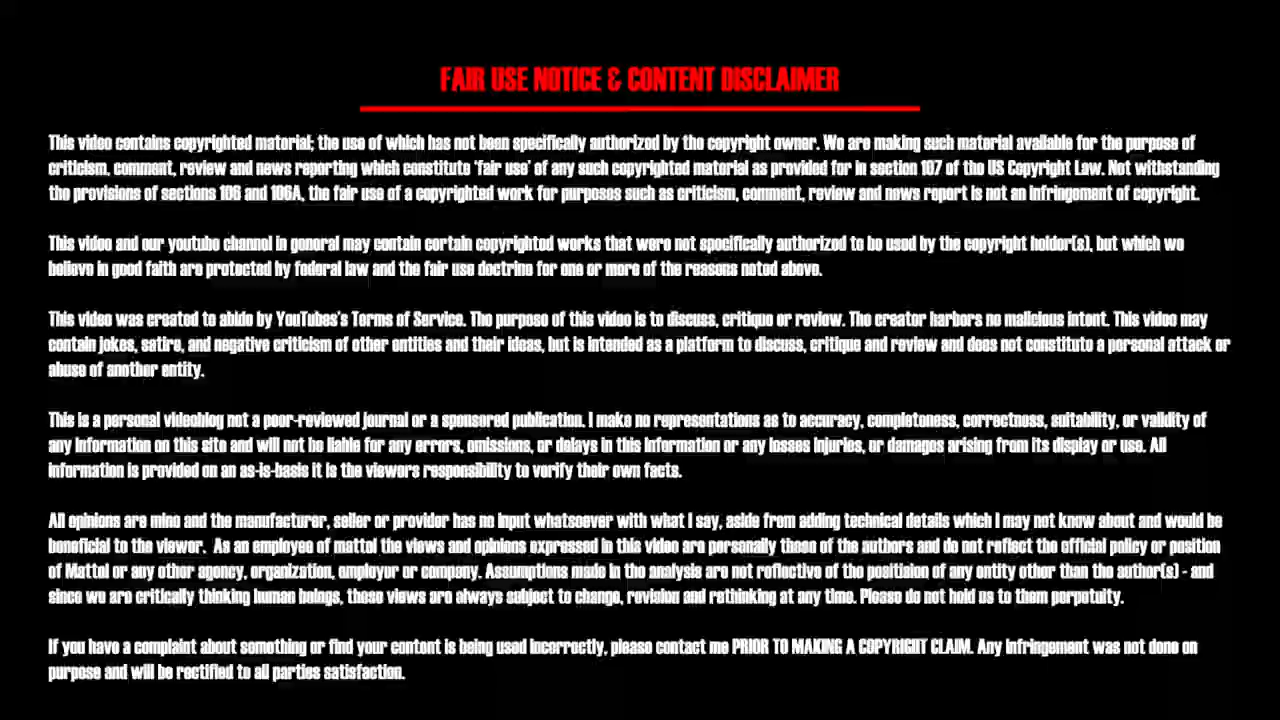 FAIR USE NOTICE & CONTENT DISCLAIMER
This video contains copyrighted material; the use of which has not been specifically authorized by the copyright owner. We are making such material available for the purpose of
criticism, comment, review and news reporting which constitute 'fair use' of any such copyrighted material as provided for in section 107 of the US Copyright Law. Not withstanding
the provisions of sections 106 and 106A, the fair use of a copyrighted work for purposes such as criticism, comment, review and news report is not an infringement of copyright.
This video and our youtube channel in general may contain certain copyrighted works that were not specifically authorized to be used by the copyright holder(s), but which we
believe in good faith are protected by federal law and the fair use doctrine for one or more of the reasons noted above.
This video was created to abide by YouTubes's Terms of Service. The purpose of this video is to discuss, critique or review. The creator harbors no malicious intent. This video may
contain jokes, satire, and negative criticism of other entities and their ideas, but is intended as a platform to discuss, critique and review and does not constitute a personal attack or
abuse of another entity.
This is a personal videoblog not a peer-reviewed journal or a sponsored publication. I make no representations as to accuracy, completeness, correctness, suitability, or validity of
any information on this site and will not be liable for any errors, omissions, or delays in this information or any losses injuries, or damages arising from its display or use. All
information is provided on an as-is-basis it is the viewers responsibility to verify their own facts.
All opinions are mine and the manufacturer, seller or provider has no input whatsoever with what I say, aside from adding technical details which I may not know about and would be
beneficial to the viewer. As an employee of mattel the views and opinions expressed in this video are personally those of the authors and do not reflect the official policy or position
of Mattel or any other agency, organization, employer or company. Assumptions made in the analysis are not reflective of the positision of any entity other than the author(s) - and
since we are critically thinking human beings, these views are always subject to change, revision and rethinking at any time. Please do not hold us to them perpetuity.
If you have a complaint about something or find your content is being used incorrectly, please contact me PRIOR TO MAKING A COPYRIGHT CLAIM. Any infringement was not done on
purpose and will be rectified to all parties satisfaction.